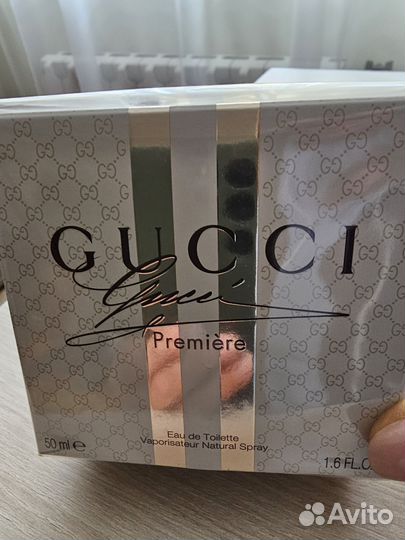 GUCCI
Gucci
Première
Eau de Toilette
Vaporisateur Natural Spray
50 ml ℮
1.6 FL.O
Avito